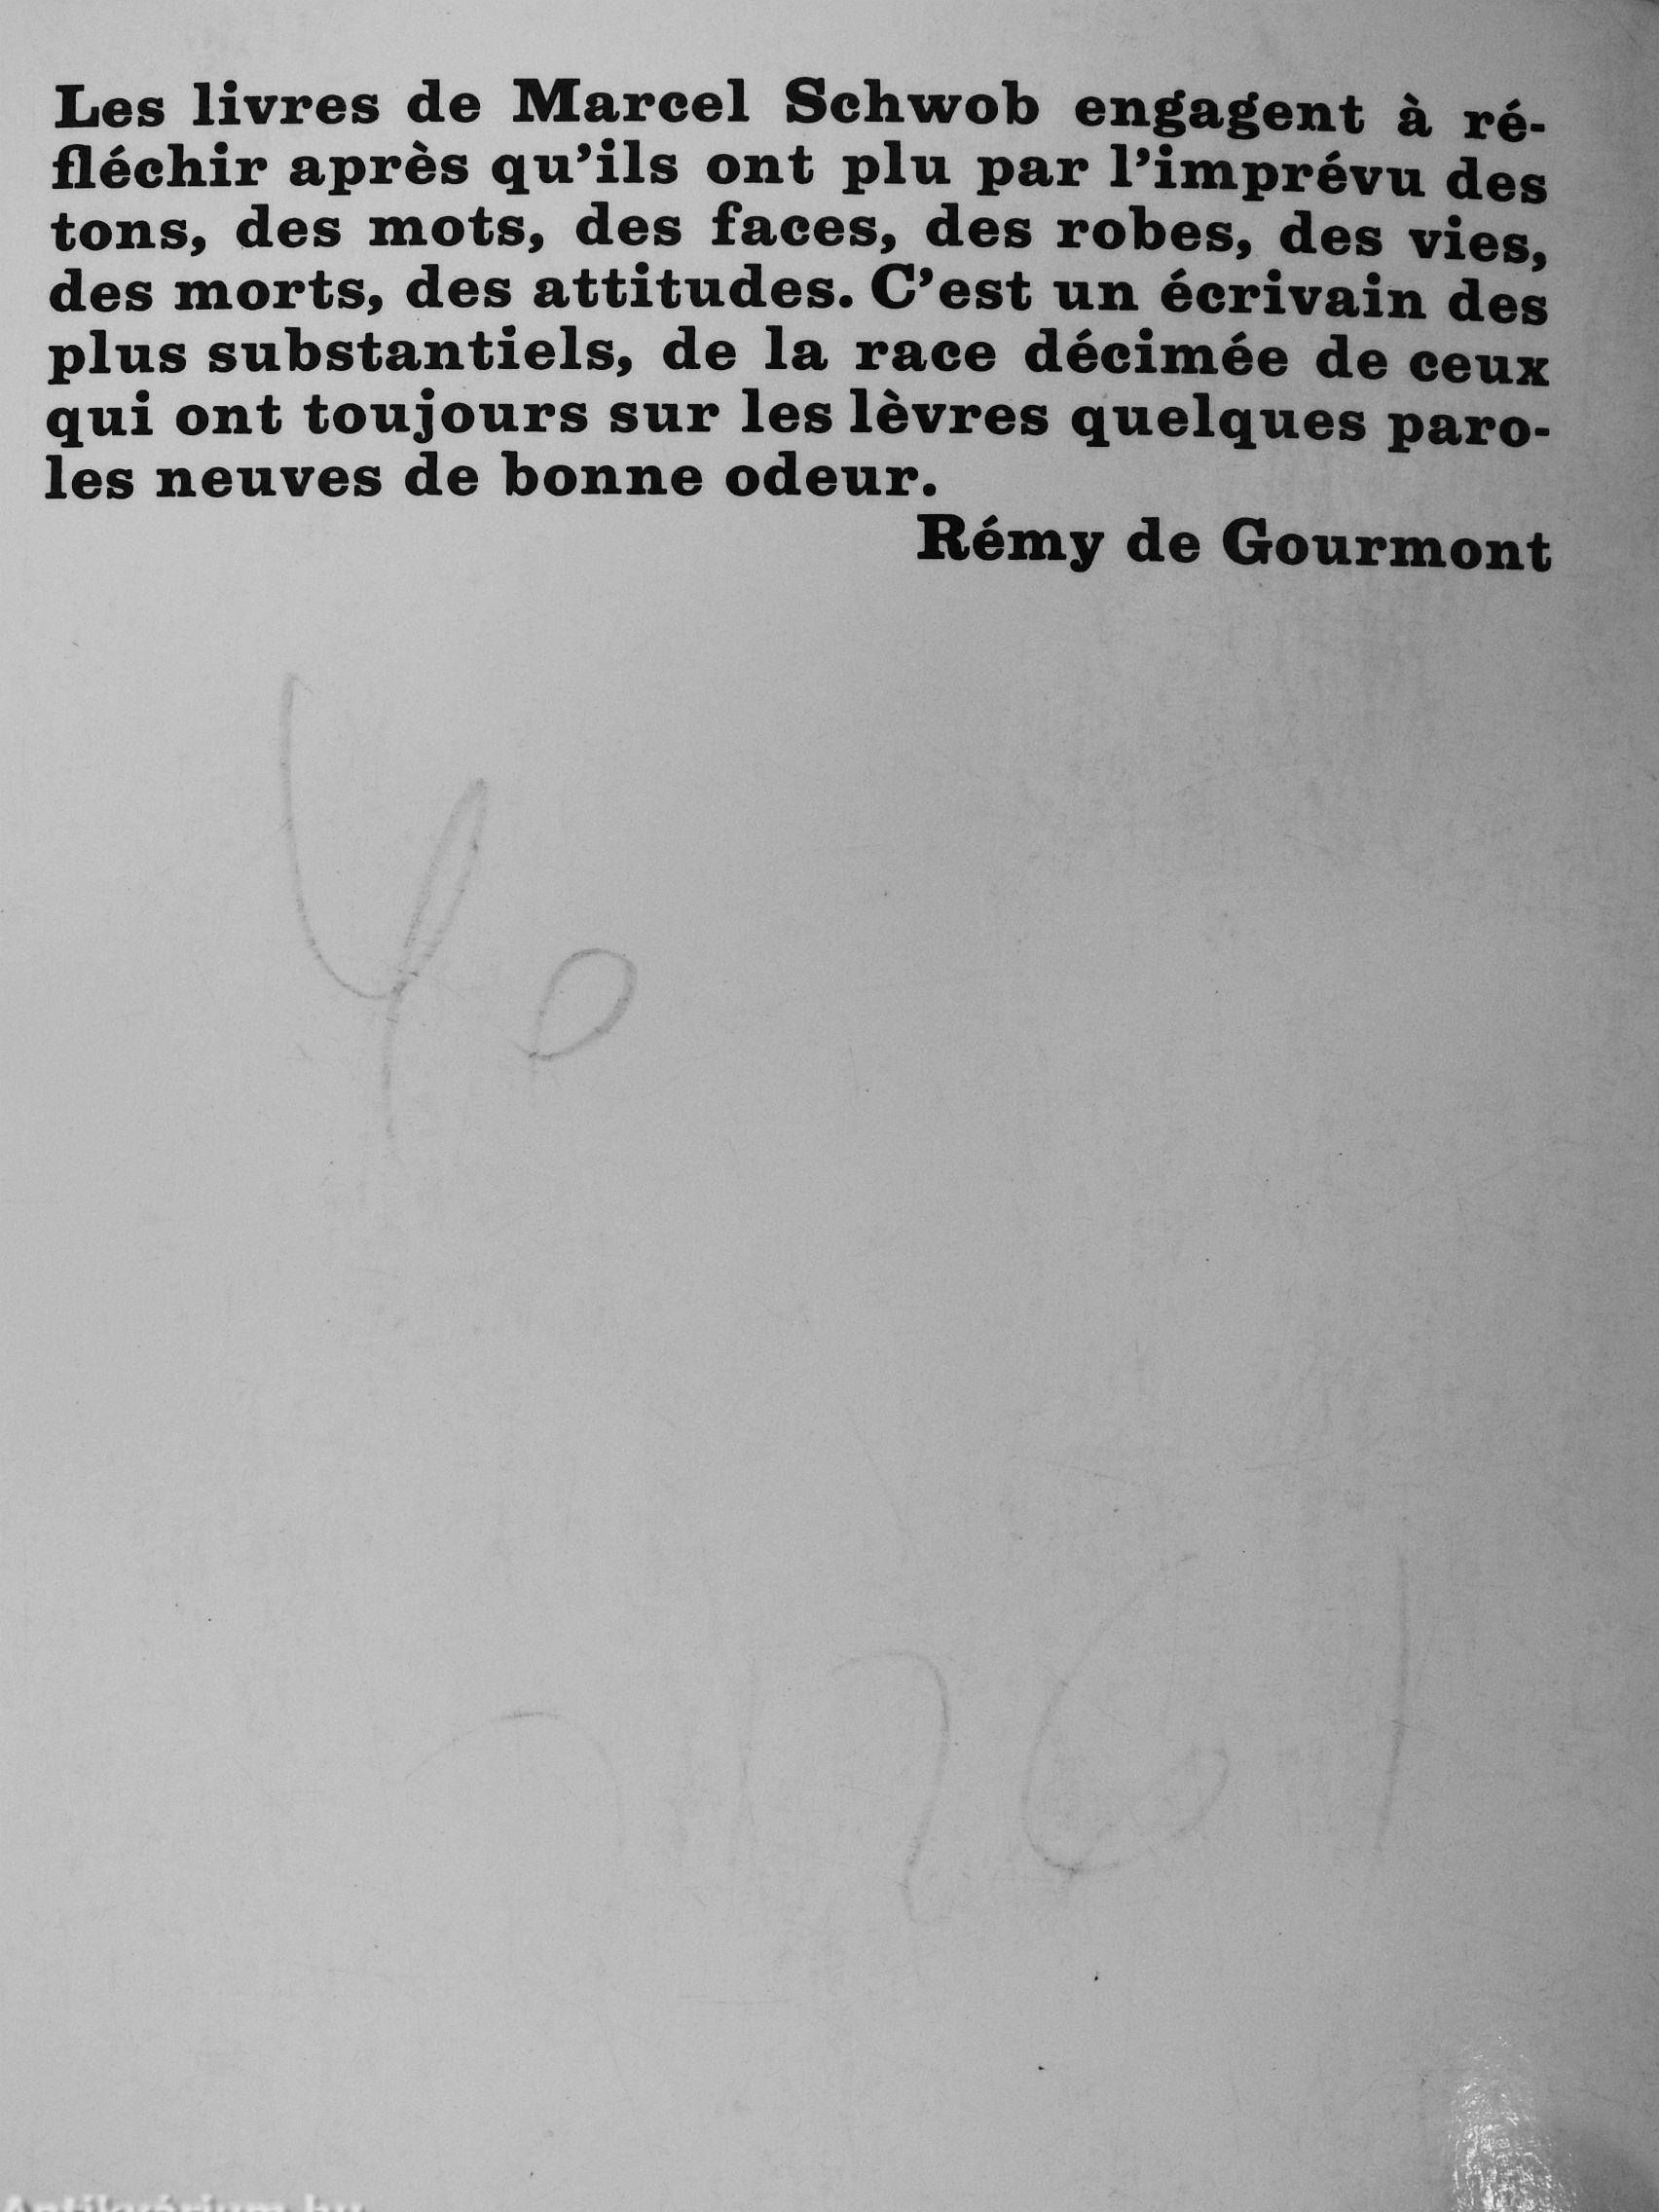 Les livres de Marcel Schwob engagent à ré-
fléchir après qu’ils ont plu par l’imprévu des
tons, des mots, des faces, des robes, des vies,
des morts, des attitudes. C’est un écrivain des
plus substantiels, de la race décimée de ceux
qui ont toujours sur les lèvres quelques paro-
les neuves de bonne odeur.
Rémy de Gourmont
40